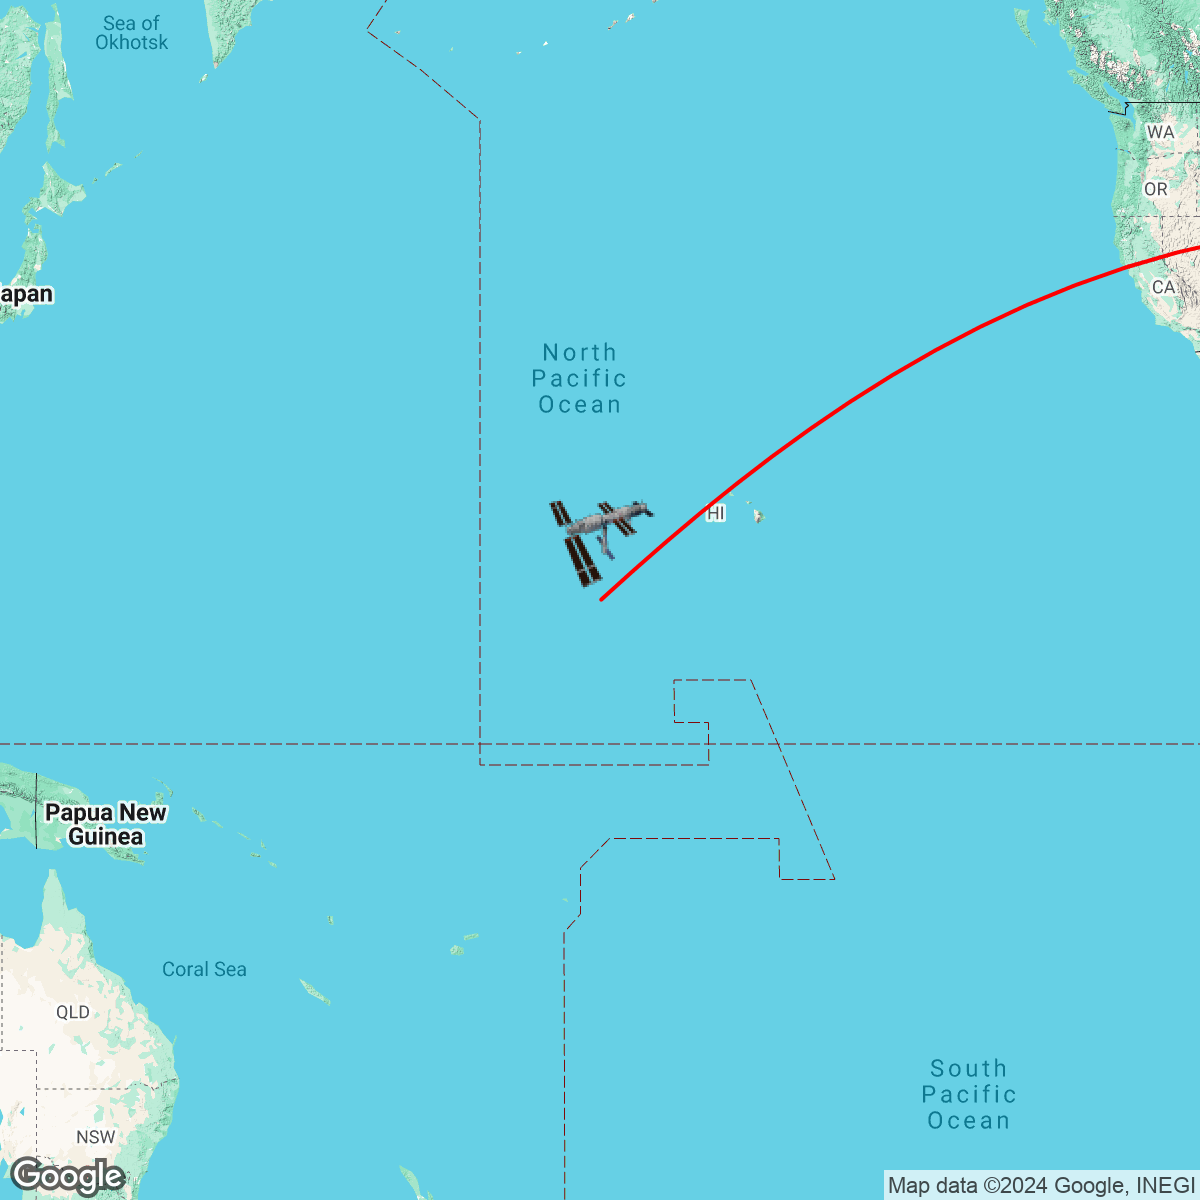 Sea of
Okhotsk
WA
OR
apan
CA
North
Pacific
Ocean
HI
Papua New
Guinea
Coral Sea
QLD
South
Pacific
Ocean
NSW
Google
Map data ©2024 Google, INEGI